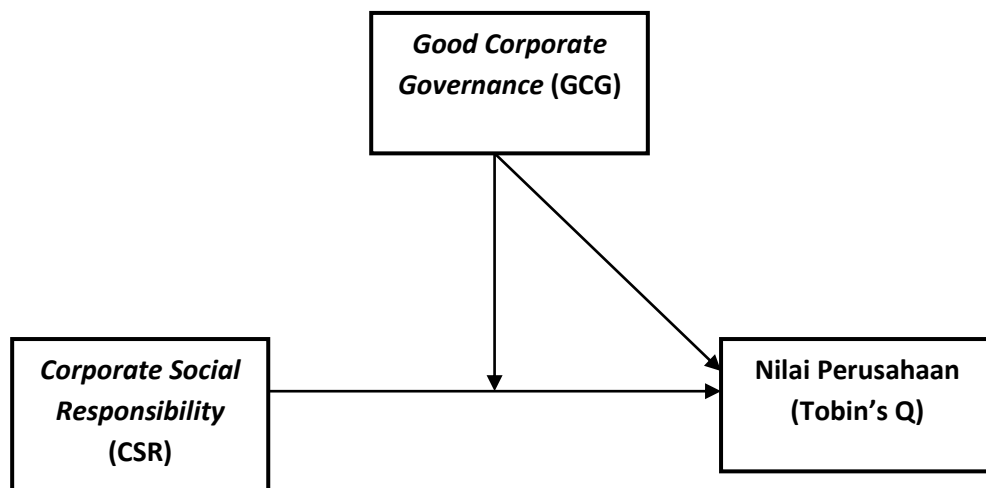 Good Corporate
Governance (GCG)
Corporate Social
Responsibility
(CSR)
Nilai Perusahaan
(Tobin’s Q)